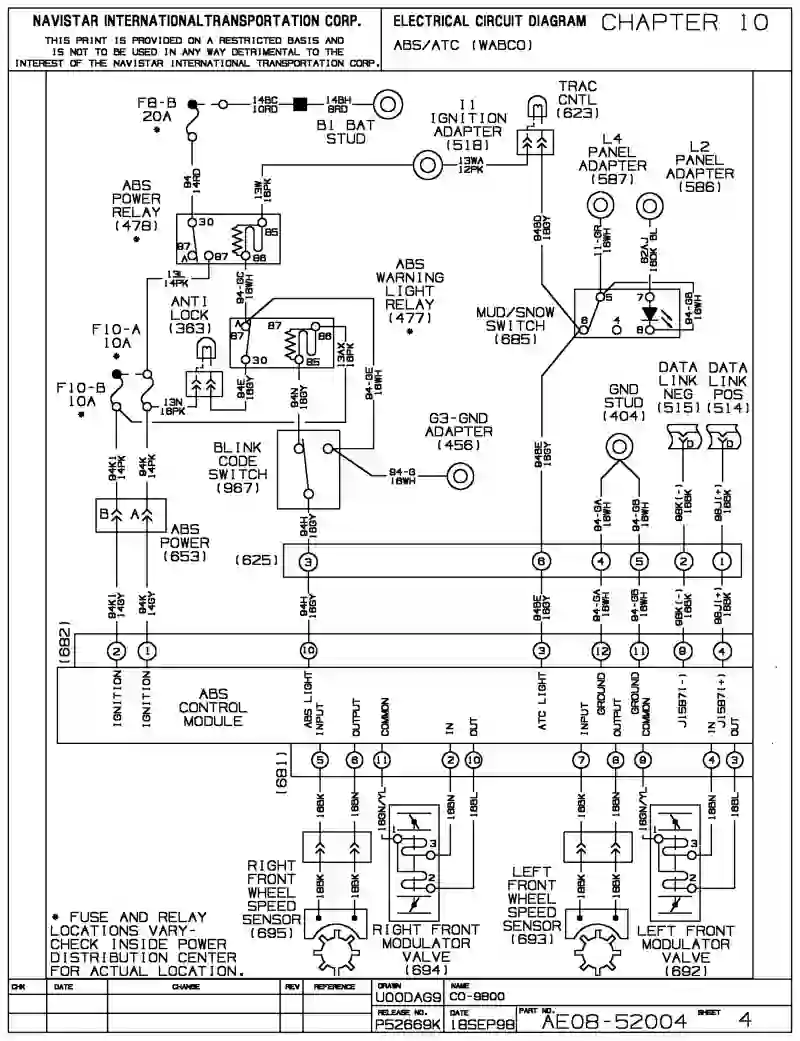 NAVISTAR INTERNATIONALTRANSPORTATION CORP.
THIS PRINT IS PROVIDED ON A RESTRICTED BASIS AND
IS NOT TO BE USED IN ANY WAY DETRIMENTAL TO THE
INTEREST OF THE NAVISTAR INTERNATIONAL TRANSPORTATION CORP.
ELECTRICAL CIRCUIT DIAGRAM CHAPTER 10
ABS/ATC (WABCO)
F8-B
20A
*
14BC
10RD
14BH
8RD
B1 BAT
STUD
I1
IGNITION
ADAPTER
(518)
TRAC
CNTL
(623)
L4
PANEL
ADAPTER
(587)
L2
PANEL
ADAPTER
(586)
94
14RD
13W
16PK
13WA
12PK
ABS
POWER
RELAY
(478)
*
30
85
87
A
87
86
94BD
18GY
11-GR
18WH
82AJ
16DK BL
13L
14PK
94-GC
18WH
ABS
WARNING
LIGHT
RELAY
(477)
*
MUD/SNOW
SWITCH
(685)
5
7
6
4
8
94-GB
18WH
ANTI
LOCK
(363)
A
87
87
86
30
85
F10-A
10A
*
F10-B
10A
*
13N
16PK
94E
18GY
94N
18GY
13AX
16PK
94-GE
18WH
DATA
LINK
NEG
(515)
DATA
LINK
POS
(514)
GND
STUD
(404)
D
D
G3-GND
ADAPTER
(456)
94-G
18WH
BLINK
CODE
SWITCH
(967)
94K1
14PK
94K
14PK
94BE
18GY
94-GA
18WH
94-GB
18WH
98K(-)
18BK
98J(+)
18BK
B
A
ABS
POWER
(653)
94H
18GY
(625)
3
6
4
5
2
1
94K1
14GY
94K
14GY
94H
18GY
94BE
18GY
94-GA
18WH
94-GB
18WH
98K(-)
18BK
98J(+)
18BK
(682)
2
1
10
3
12
11
8
4
IGNITION
IGNITION
ABS
CONTROL
MODULE
ABS LIGHT
INPUT
OUTPUT
COMMON
IN
OUT
ATC LIGHT
INPUT
GROUND
OUTPUT
GROUND
COMMON
J1587(-)
J1587(+)
IN
OUT
(681)
5
6
11
2
10
7
8
9
4
3
18BK
18BN
18GN/YL
18BN
18BL
18BK
18BN
18GN/YL
18BN
18BL
1
3
2
1
3
2
18BK
18BN
18BK
18BN
RIGHT
FRONT
WHEEL
SPEED
SENSOR
(695)
RIGHT FRONT
MODULATOR
VALVE
(694)
LEFT
FRONT
WHEEL
SPEED
SENSOR
(693)
LEFT FRONT
MODULATOR
VALVE
(692)
* FUSE AND RELAY
LOCATIONS VARY-
CHECK INSIDE POWER
DISTRIBUTION CENTER
FOR ACTUAL LOCATION.
CHK DATE CHANGE REV REFERENCE
DRAWN
U00DAG9
NAME
CO-9800
RELEASE NO.
P52669K
DATE
18SEP98
PART NO.
AE08-52004
SHEET
4